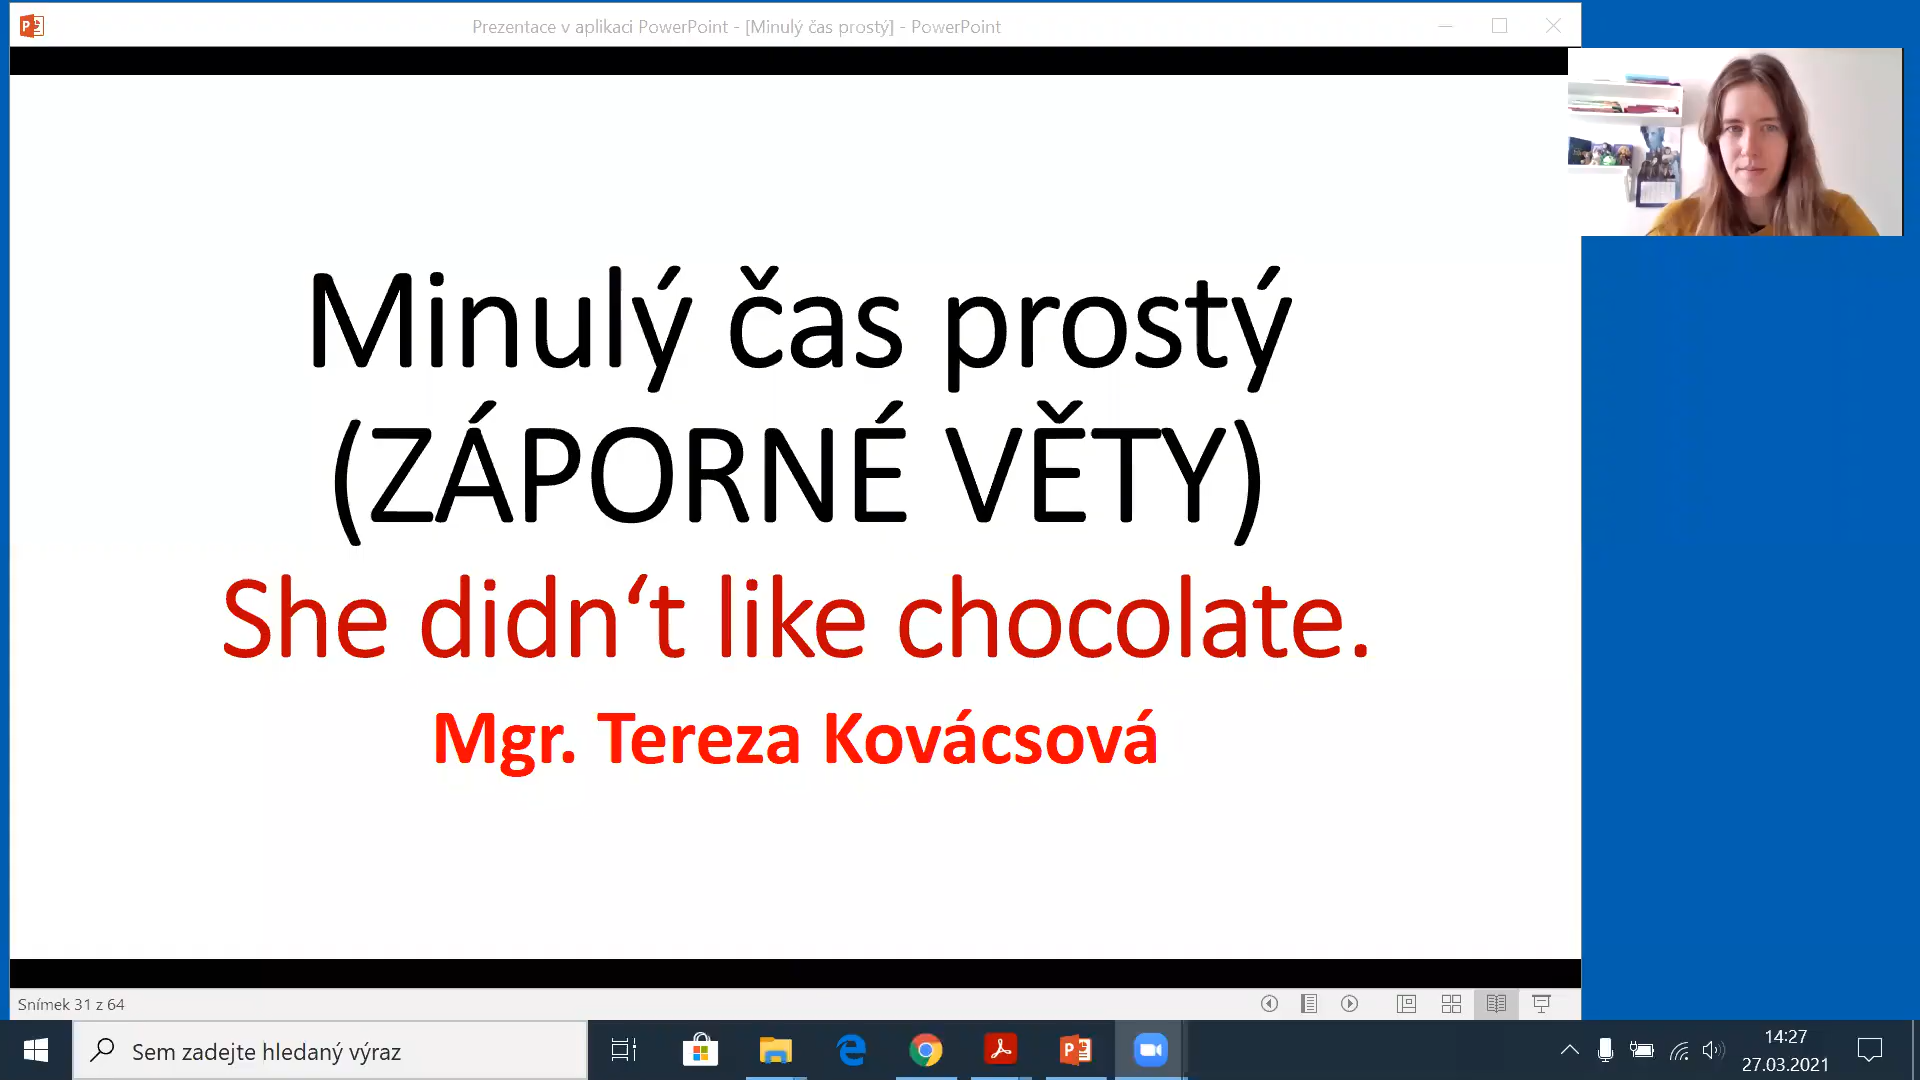 Prezentace v aplikaci PowerPoint - [Minulý čas prostý] - PowerPoint
Minulý čas prostý
(ZÁPORNÉ VĚTY)
She didn‘t like chocolate.
Mgr. Tereza Kovácsová
Snímek 31 z 64
Sem zadejte hledaný výraz
14:27
27.03.2021